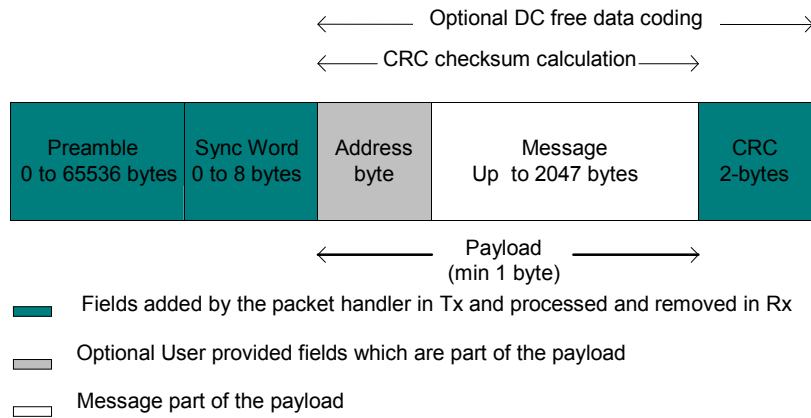 Optional DC free data coding
CRC checksum calculation
Preamble
0 to 65536 bytes
Sync Word
0 to 8 bytes
Address
byte
Message
Up to 2047 bytes
CRC
2-bytes
Payload
(min 1 byte)
Fields added by the packet handler in Tx and processed and removed in Rx
Optional User provided fields which are part of the payload
Message part of the payload